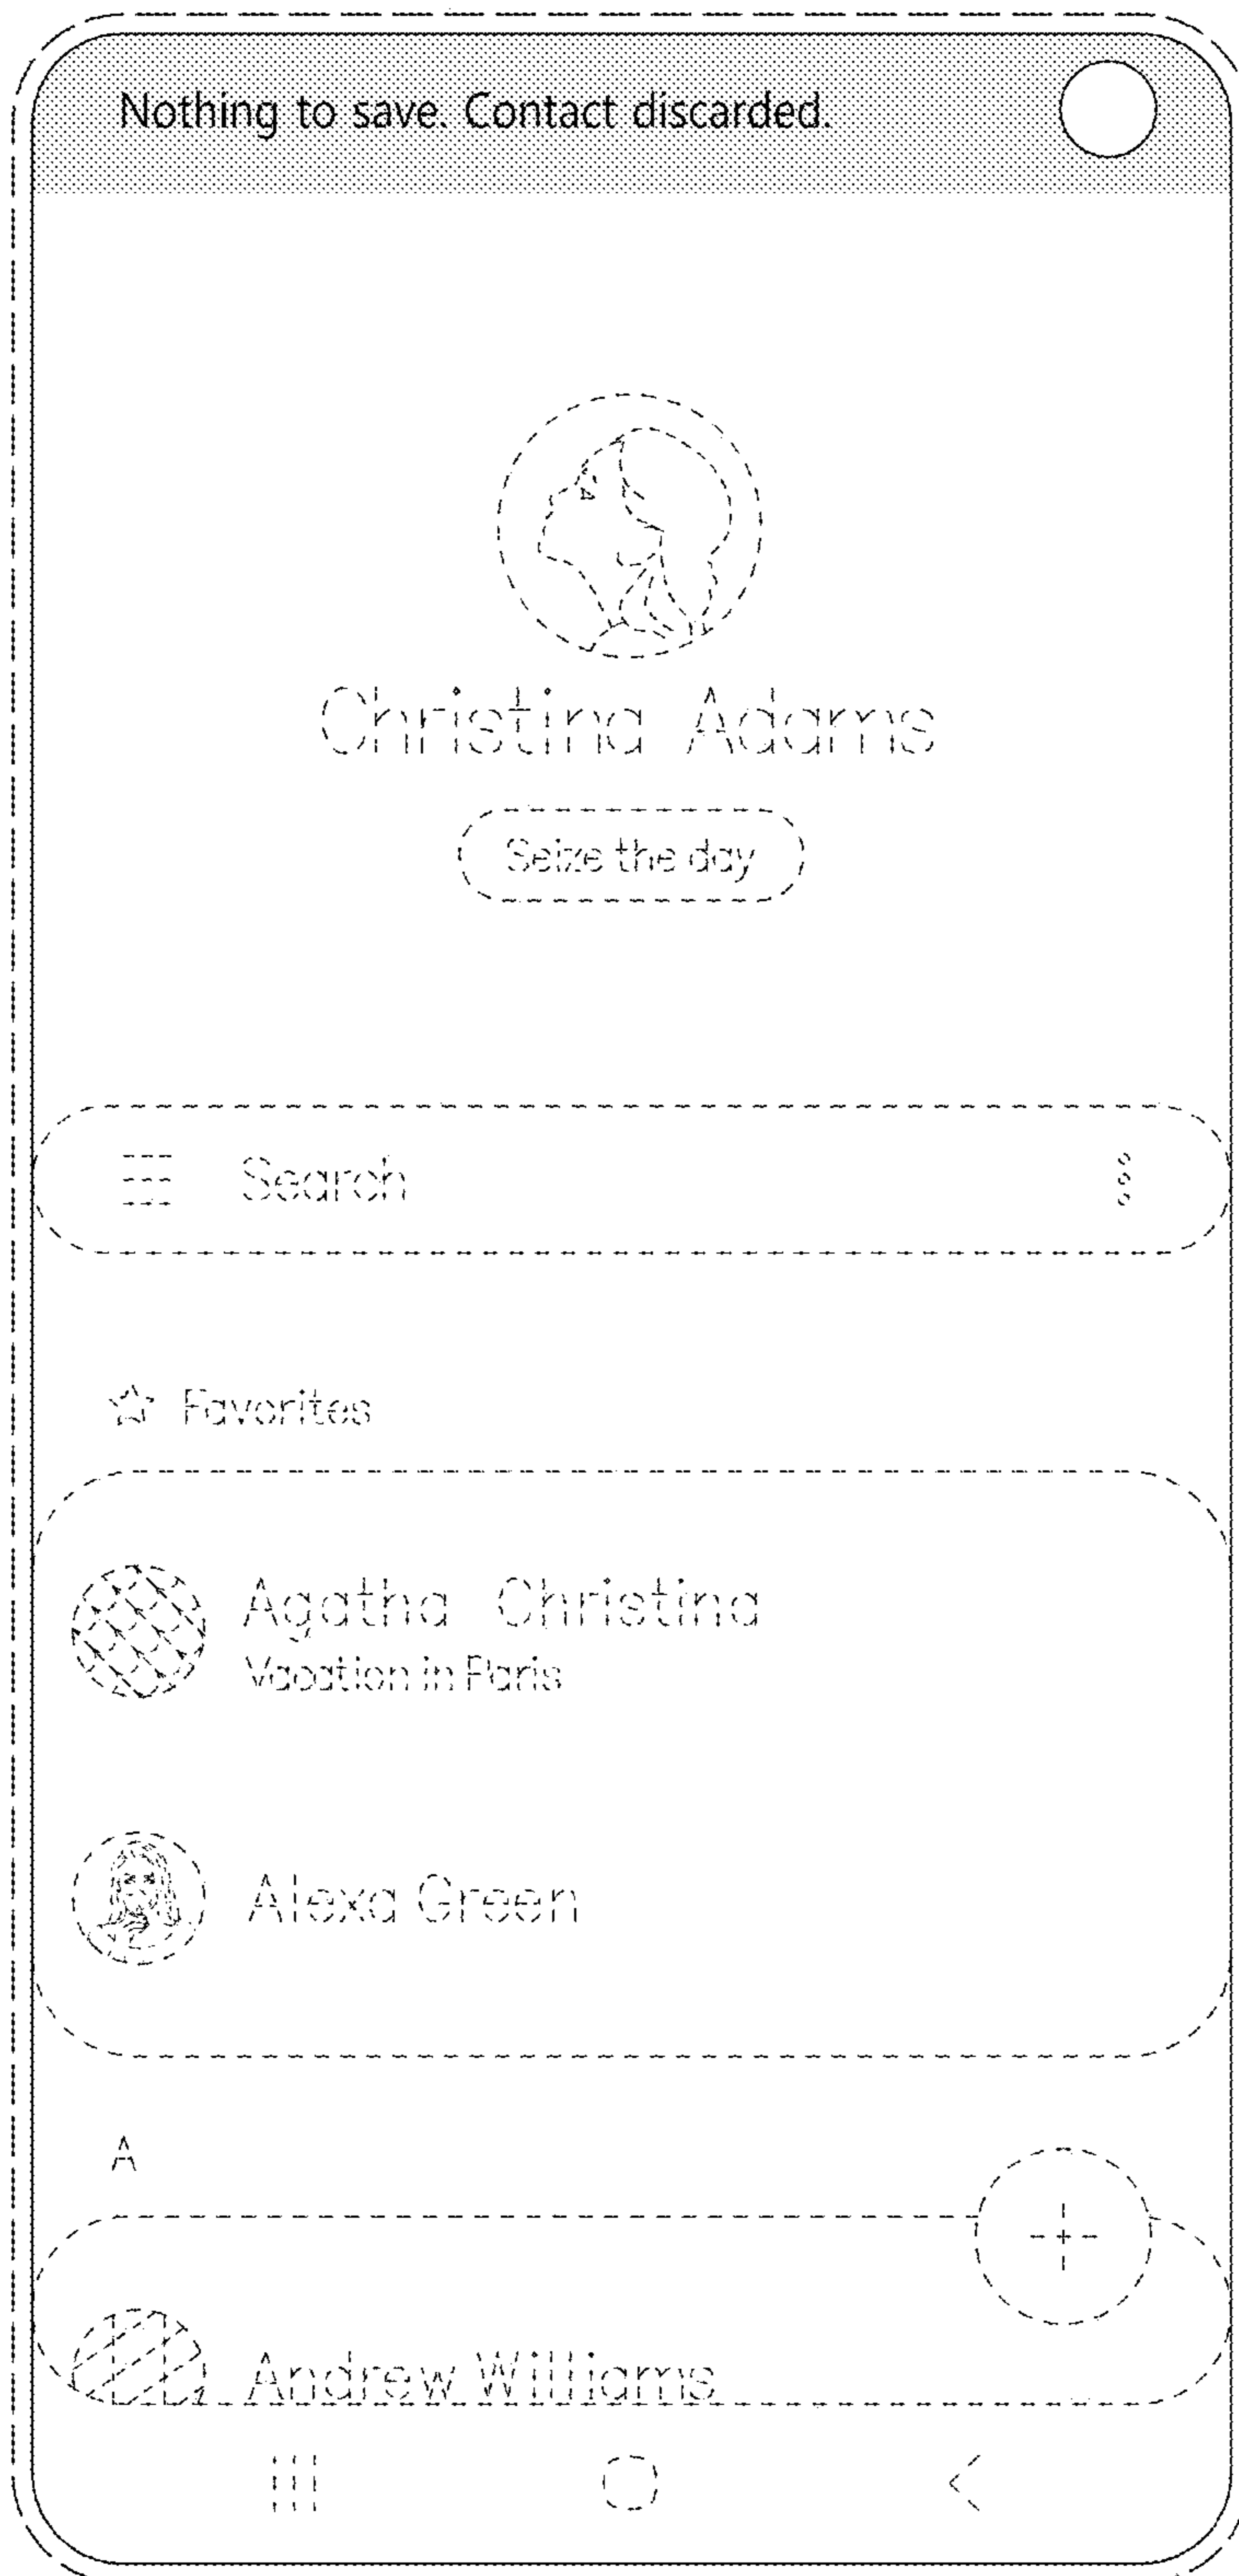 Nothing to save. Contact discarded.
Christina Adams
Seize the day
Search
Favorites
Agatha Christina
Vacation in Paris
Alexa Green
A
Andrew Williams